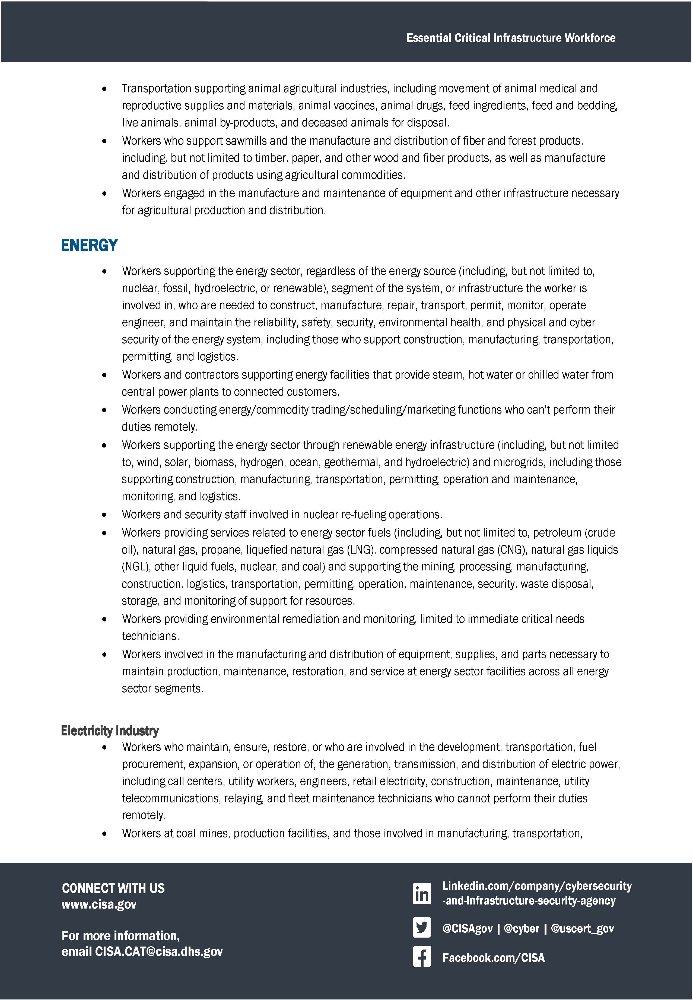 Essential Critical Infrastructure Workforce
• Transportation supporting animal agricultural industries, including movement of animal medical and
reproductive supplies and materials, animal vaccines, animal drugs, feed ingredients, feed and bedding,
live animals, animal by-products, and deceased animals for disposal.
• Workers who support sawmills and the manufacture and distribution of fiber and forest products,
including, but not limited to timber, paper, and other wood and fiber products, as well as manufacture
and distribution of products using agricultural commodities.
• Workers engaged in the manufacture and maintenance of equipment and other infrastructure necessary
for agricultural production and distribution.
ENERGY
• Workers supporting the energy sector, regardless of the energy source (including, but not limited to,
nuclear, fossil, hydroelectric, or renewable), segment of the system, or infrastructure the worker is
involved in, who are needed to construct, manufacture, repair, transport, permit, monitor, operate
engineer, and maintain the reliability, safety, security, environmental health, and physical and cyber
security of the energy system, including those who support construction, manufacturing, transportation,
permitting, and logistics.
• Workers and contractors supporting energy facilities that provide steam, hot water or chilled water from
central power plants to connected customers.
• Workers conducting energy/commodity trading/scheduling/marketing functions who can't perform their
duties remotely.
• Workers supporting the energy sector through renewable energy infrastructure (including, but not limited
to, wind, solar, biomass, hydrogen, ocean, geothermal, and hydroelectric) and microgrids, including those
supporting construction, manufacturing, transportation, permitting, operation and maintenance,
monitoring, and logistics.
• Workers and security staff involved in nuclear re-fueling operations.
• Workers providing services related to energy sector fuels (including, but not limited to, petroleum (crude
oil), natural gas, propane, liquefied natural gas (LNG), compressed natural gas (CNG), natural gas liquids
(NGL), other liquid fuels, nuclear, and coal) and supporting the mining, processing, manufacturing,
construction, logistics, transportation, permitting, operation, maintenance, security, waste disposal,
storage, and monitoring of support for resources.
• Workers providing environmental remediation and monitoring, limited to immediate critical needs
technicians.
• Workers involved in the manufacturing and distribution of equipment, supplies, and parts necessary to
maintain production, maintenance, restoration, and service at energy sector facilities across all energy
sector segments.
Electricity Industry
• Workers who maintain, ensure, restore, or who are involved in the development, transportation, fuel
procurement, expansion, or operation of, the generation, transmission, and distribution of electric power,
including call centers, utility workers, engineers, retail electricity, construction, maintenance, utility
telecommunications, relaying, and fleet maintenance technicians who cannot perform their duties
remotely.
• Workers at coal mines, production facilities, and those involved in manufacturing, transportation,
CONNECT WITH US
www.cisa.gov
For more information,
email CISA.CAT@cisa.dhs.gov
in
Linkedin.com/company/cybersecurity
-and-infrastructure-security-agency
@CISAgov | @cyber | @uscert_gov
Facebook.com/CISA